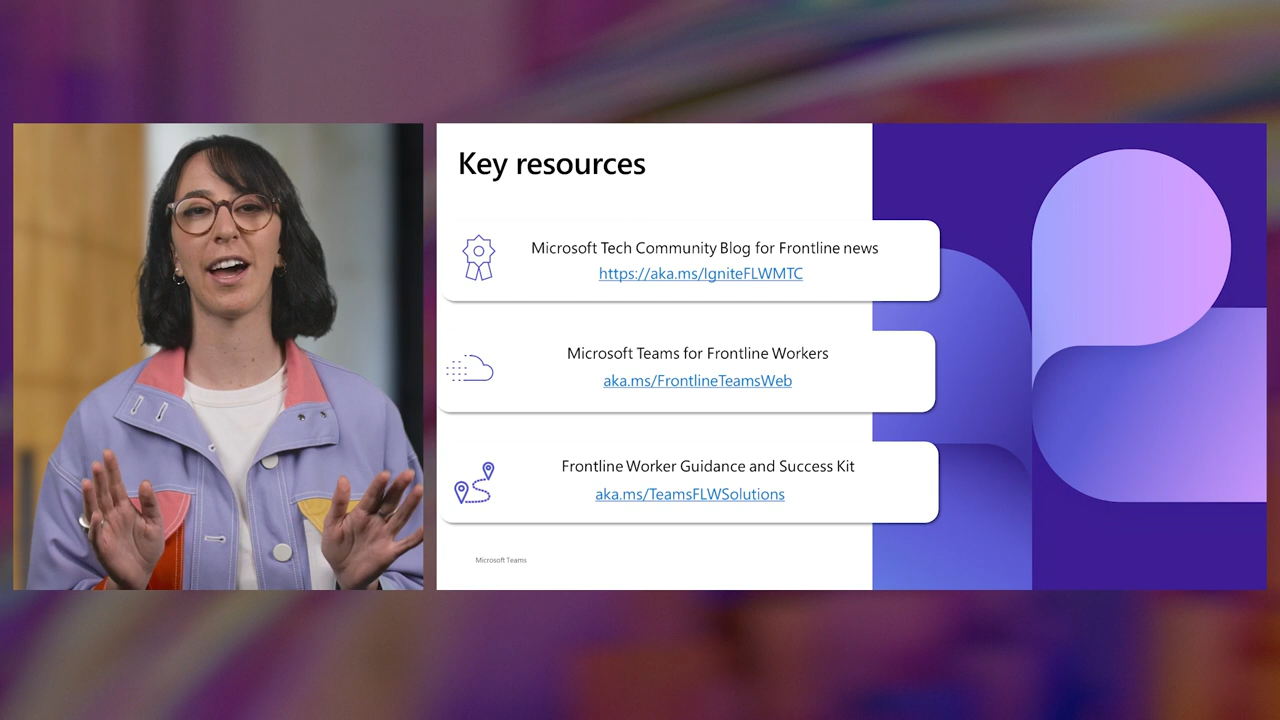 Key resources
Microsoft Tech Community Blog for Frontline news
https://aka.ms/IgniteFLWMTC
Microsoft Teams for Frontline Workers
aka.ms/FrontlineTeamsWeb
Frontline Worker Guidance and Success Kit
aka.ms/TeamsFLWSolutions
Microsoft Teams